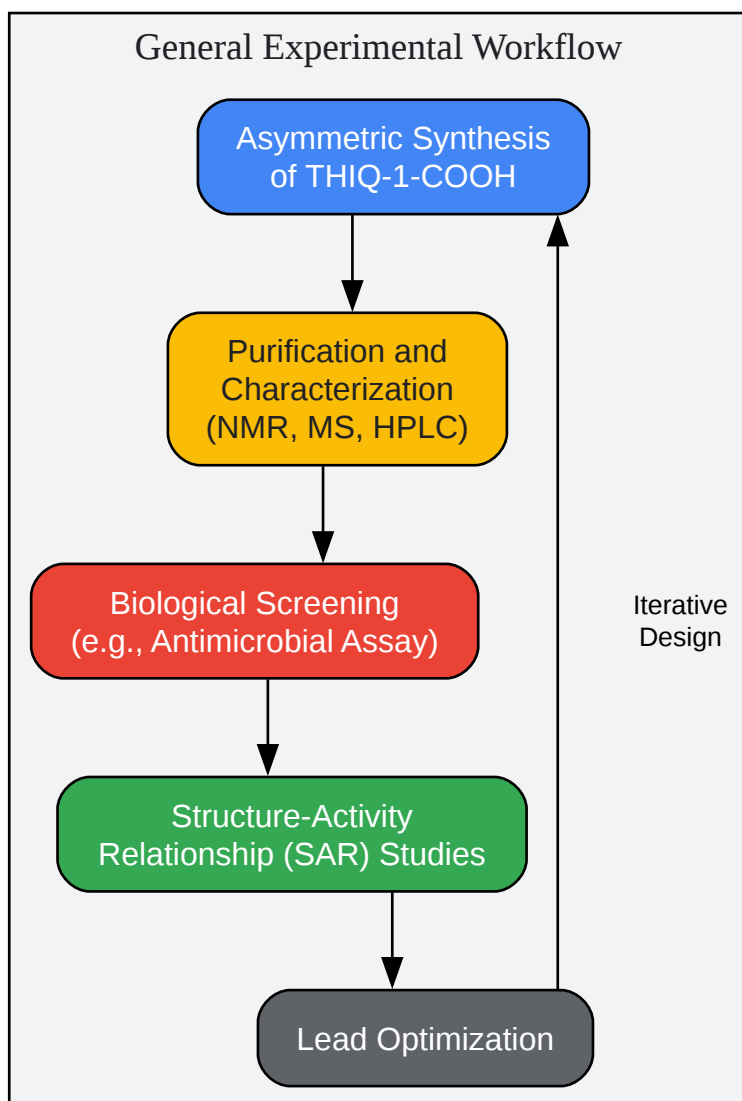 General Experimental Workflow
Asymmetric Synthesis
of THIQ-1-COOH
Purification and
Characterization
(NMR, MS, HPLC)
Biological Screening
(e.g., Antimicrobial Assay)
Iterative
Design
Structure-Activity
Relationship (SAR) Studies
Lead Optimization